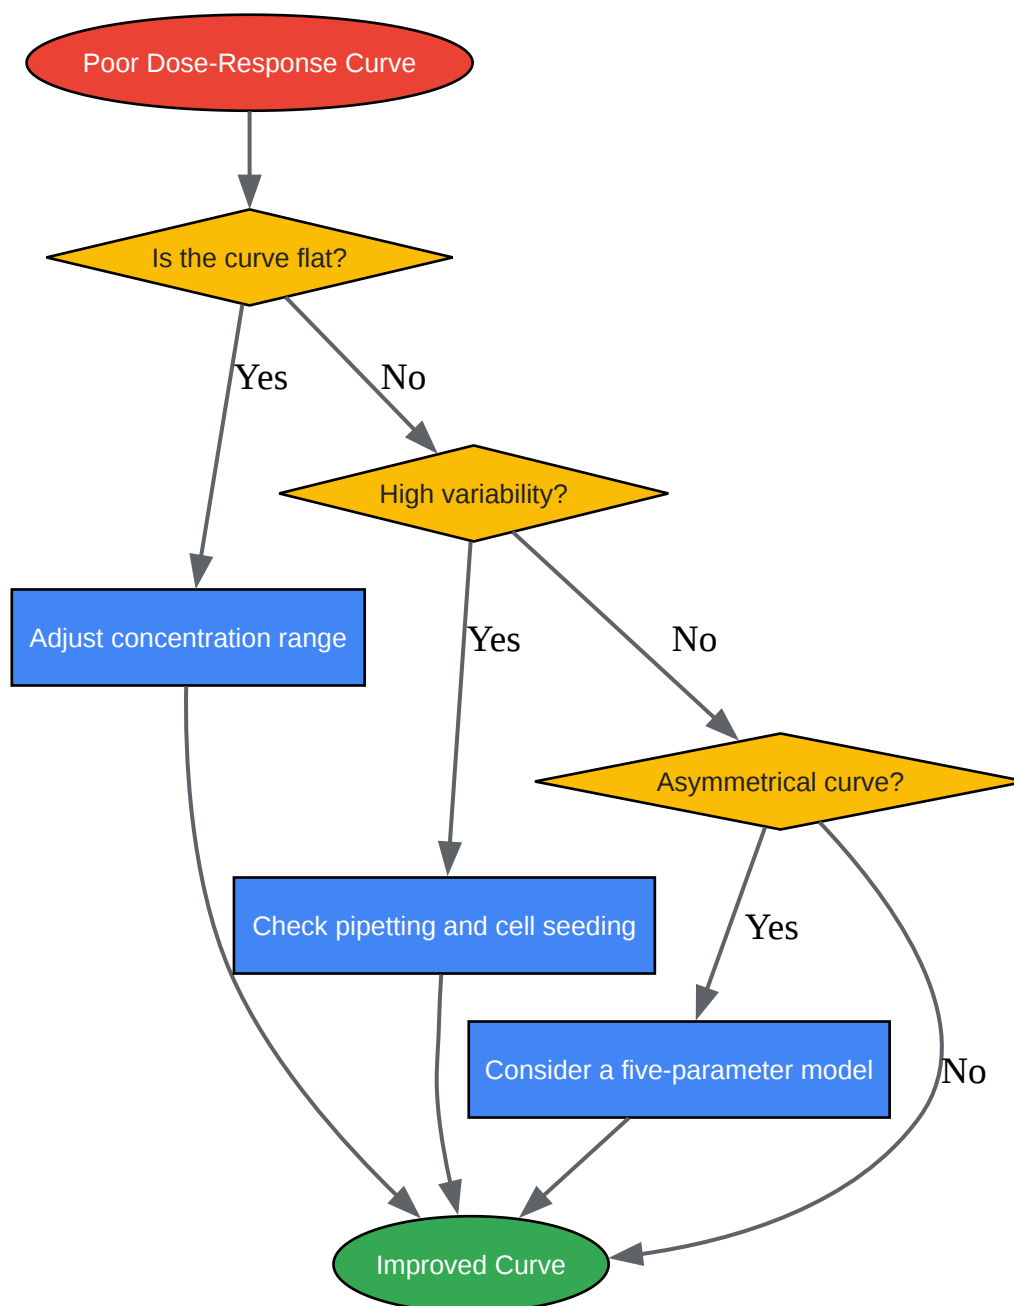 Poor Dose-Response Curve
Is the curve flat?
Yes
No
High variability?
Adjust concentration range
Yes
No
Asymmetrical curve?
Check pipetting and cell seeding
Yes
Consider a five-parameter model
No
Improved Curve